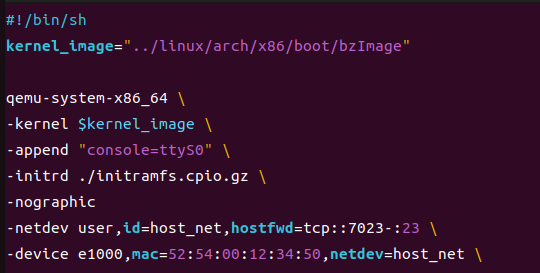 #!/bin/sh
kernel_image="../linux/arch/x86/boot/bzImage"
qemu-system-x86_64 \
-kernel $kernel_image \
-append "console=ttyS0" \
-initrd ./initramfs.cpio.gz \
-nographic
-netdev user,id=host_net,hostfwd=tcp::7023-:23 \
-device e1000,mac=52:54:00:12:34:50,netdev=host_net \